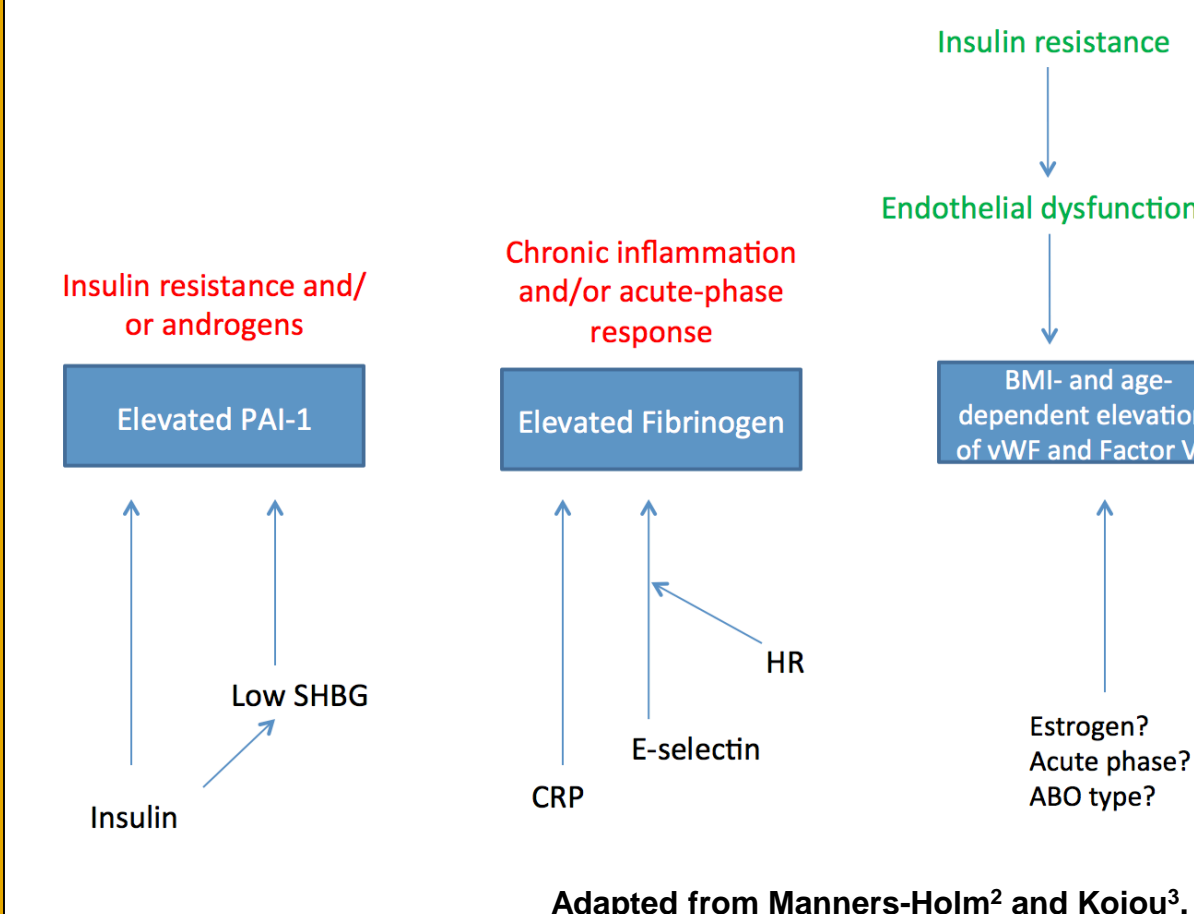 Insulin resistance
Endothelial dysfunction
Insulin resistance and/
or androgens
Elevated PAI-1
Chronic inflammation
and/or acute-phase
response
Elevated Fibrinogen
BMI- and age-
dependent elevation
of vWF and Factor V
Low SHBG
Insulin
HR
E-selectin
CRP
Estrogen?
Acute phase?
ABO type?
Adapted from Manners-Holm² and Kojou³.